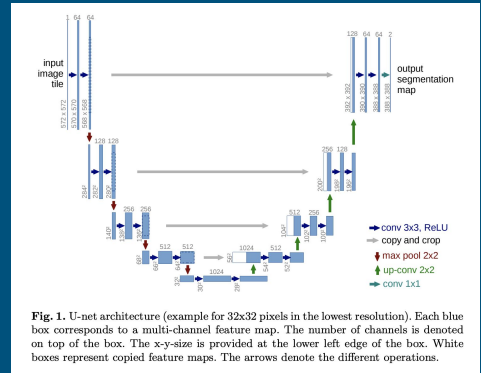 1 64 64
128 64 64 2
input
image
tile
output
segmentation
map
572 x 572
570 x 570
568 x 568
392 x 392
390 x 390
388 x 388
388 x 388
128 128
256 128
284²
282²
280²
200²
198²
196²
256 256
512 256
140²
138²
136²
104²
102²
100²
512 512
1024 512
68²
66²
64²
56²
54²
52²
1024
32²
30²
28²
conv 3x3, ReLU
copy and crop
max pool 2x2
up-conv 2x2
conv 1x1
Fig. 1. U-net architecture (example for 32x32 pixels in the lowest resolution). Each blue
box corresponds to a multi-channel feature map. The number of channels is denoted
on top of the box. The x-y-size is provided at the lower left edge of the box. White
boxes represent copied feature maps. The arrows denote the different operations.